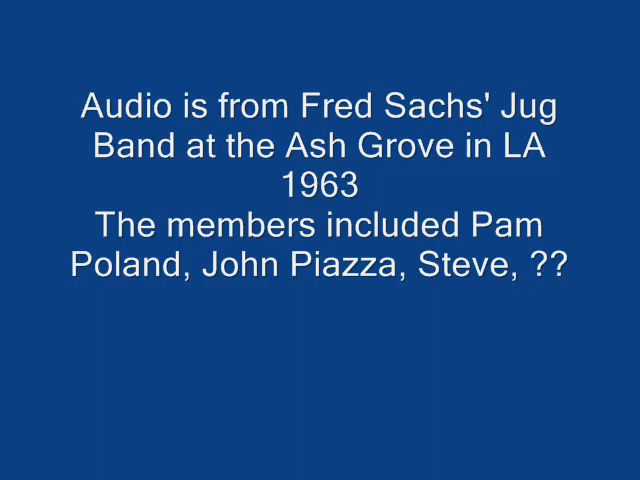 Audio is from Fred Sachs' Jug
Band at the Ash Grove in LA
1963
The members included Pam
Poland, John Piazza, Steve, ??